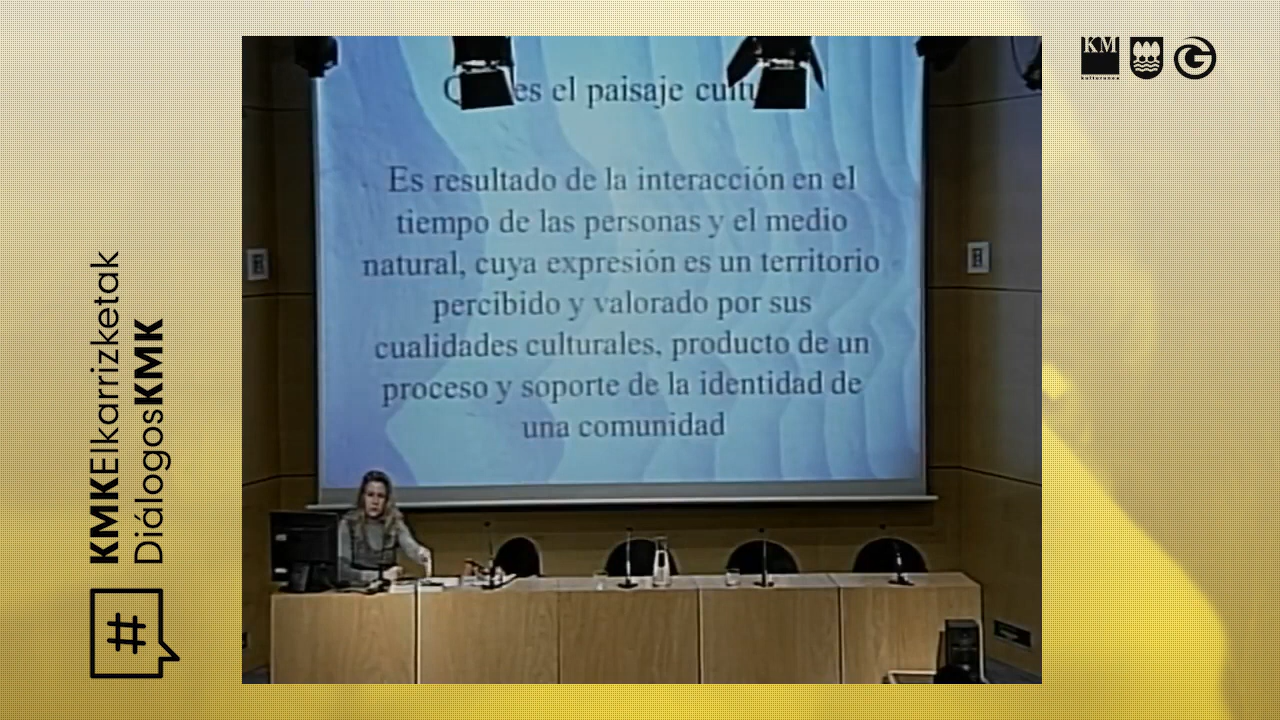 es el paisaje
Es resultado de la interacción en el
tiempo de las personas y el medio
natural, cuya expresión es un territorio
percibido y valorado por sus
cualidades culturales, producto de un
proceso y soporte de la identidad de
una comunidad
KMKElkarrizketak
DiálogosKMK
#
KM
kulturunea
G